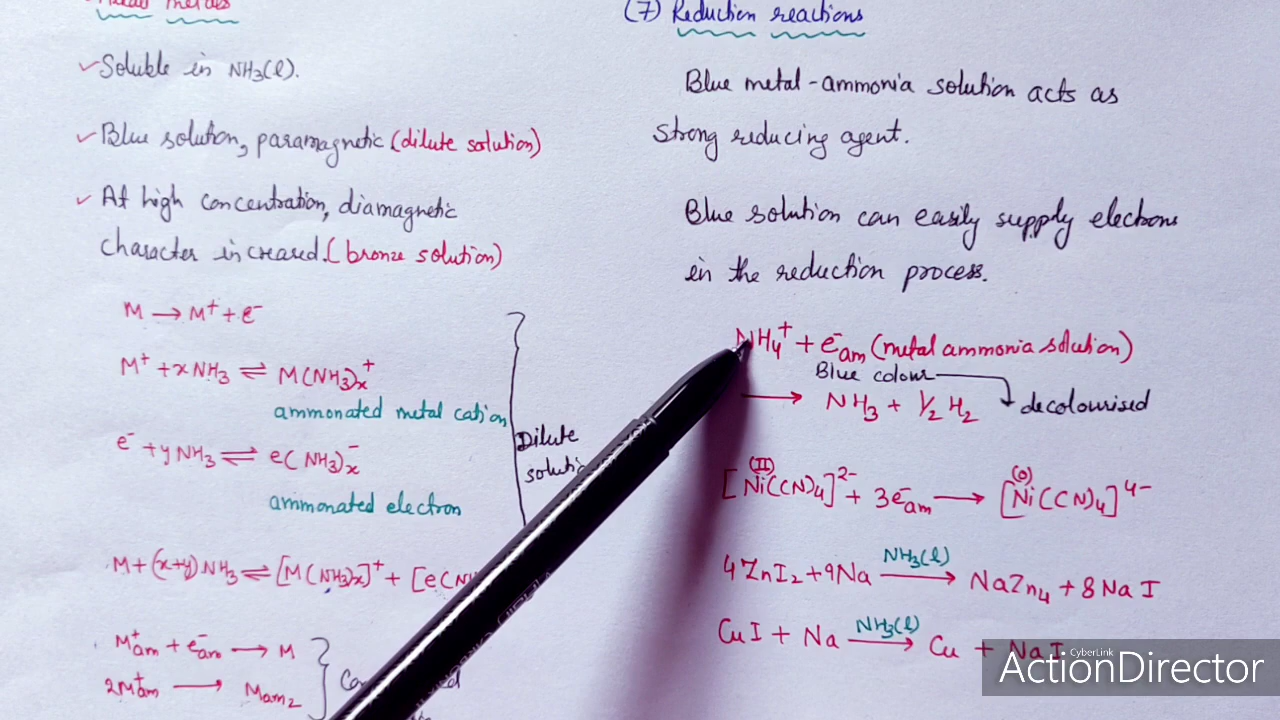 metals
✓ Soluble in NH3(l).
✓ Blue solution, paramagnetic (dilute solution)
✓ At high concentration, diamagnetic
character increased. (bronze solution)
M → M⁺ + e⁻
M⁺ + xNH3 ⇌ M(NH3)ₓ⁺
ammonated metal cation
e⁻ + yNH3 ⇌ e(NH3)ₓ⁻
ammonated electron
Dilute
M + (x+y)NH3 ⇌ [M(NH3)ₓ]⁺ + [e(NH
M⁺am + e⁻am → M
2M⁺am → Mam2
(7) Reduction reactions
Blue metal-ammonia solution acts as
strong reducing agent.
Blue solution can easily supply electrons
in the reduction process.
NH4⁺ + e⁻am (metal ammonia solution)
Blue colour
→ NH3 + 1/2 H2 decolourised
(II) (0)
[Ni(CN)4]²⁻ + 3e⁻am → [Ni(CN)4]⁴⁻
NH3(l)
4ZnI2 + 9Na → NaZn4 + 8NaI
NH3(l)
CuI + Na → Cu + NaI
CyberLink
ActionDirector